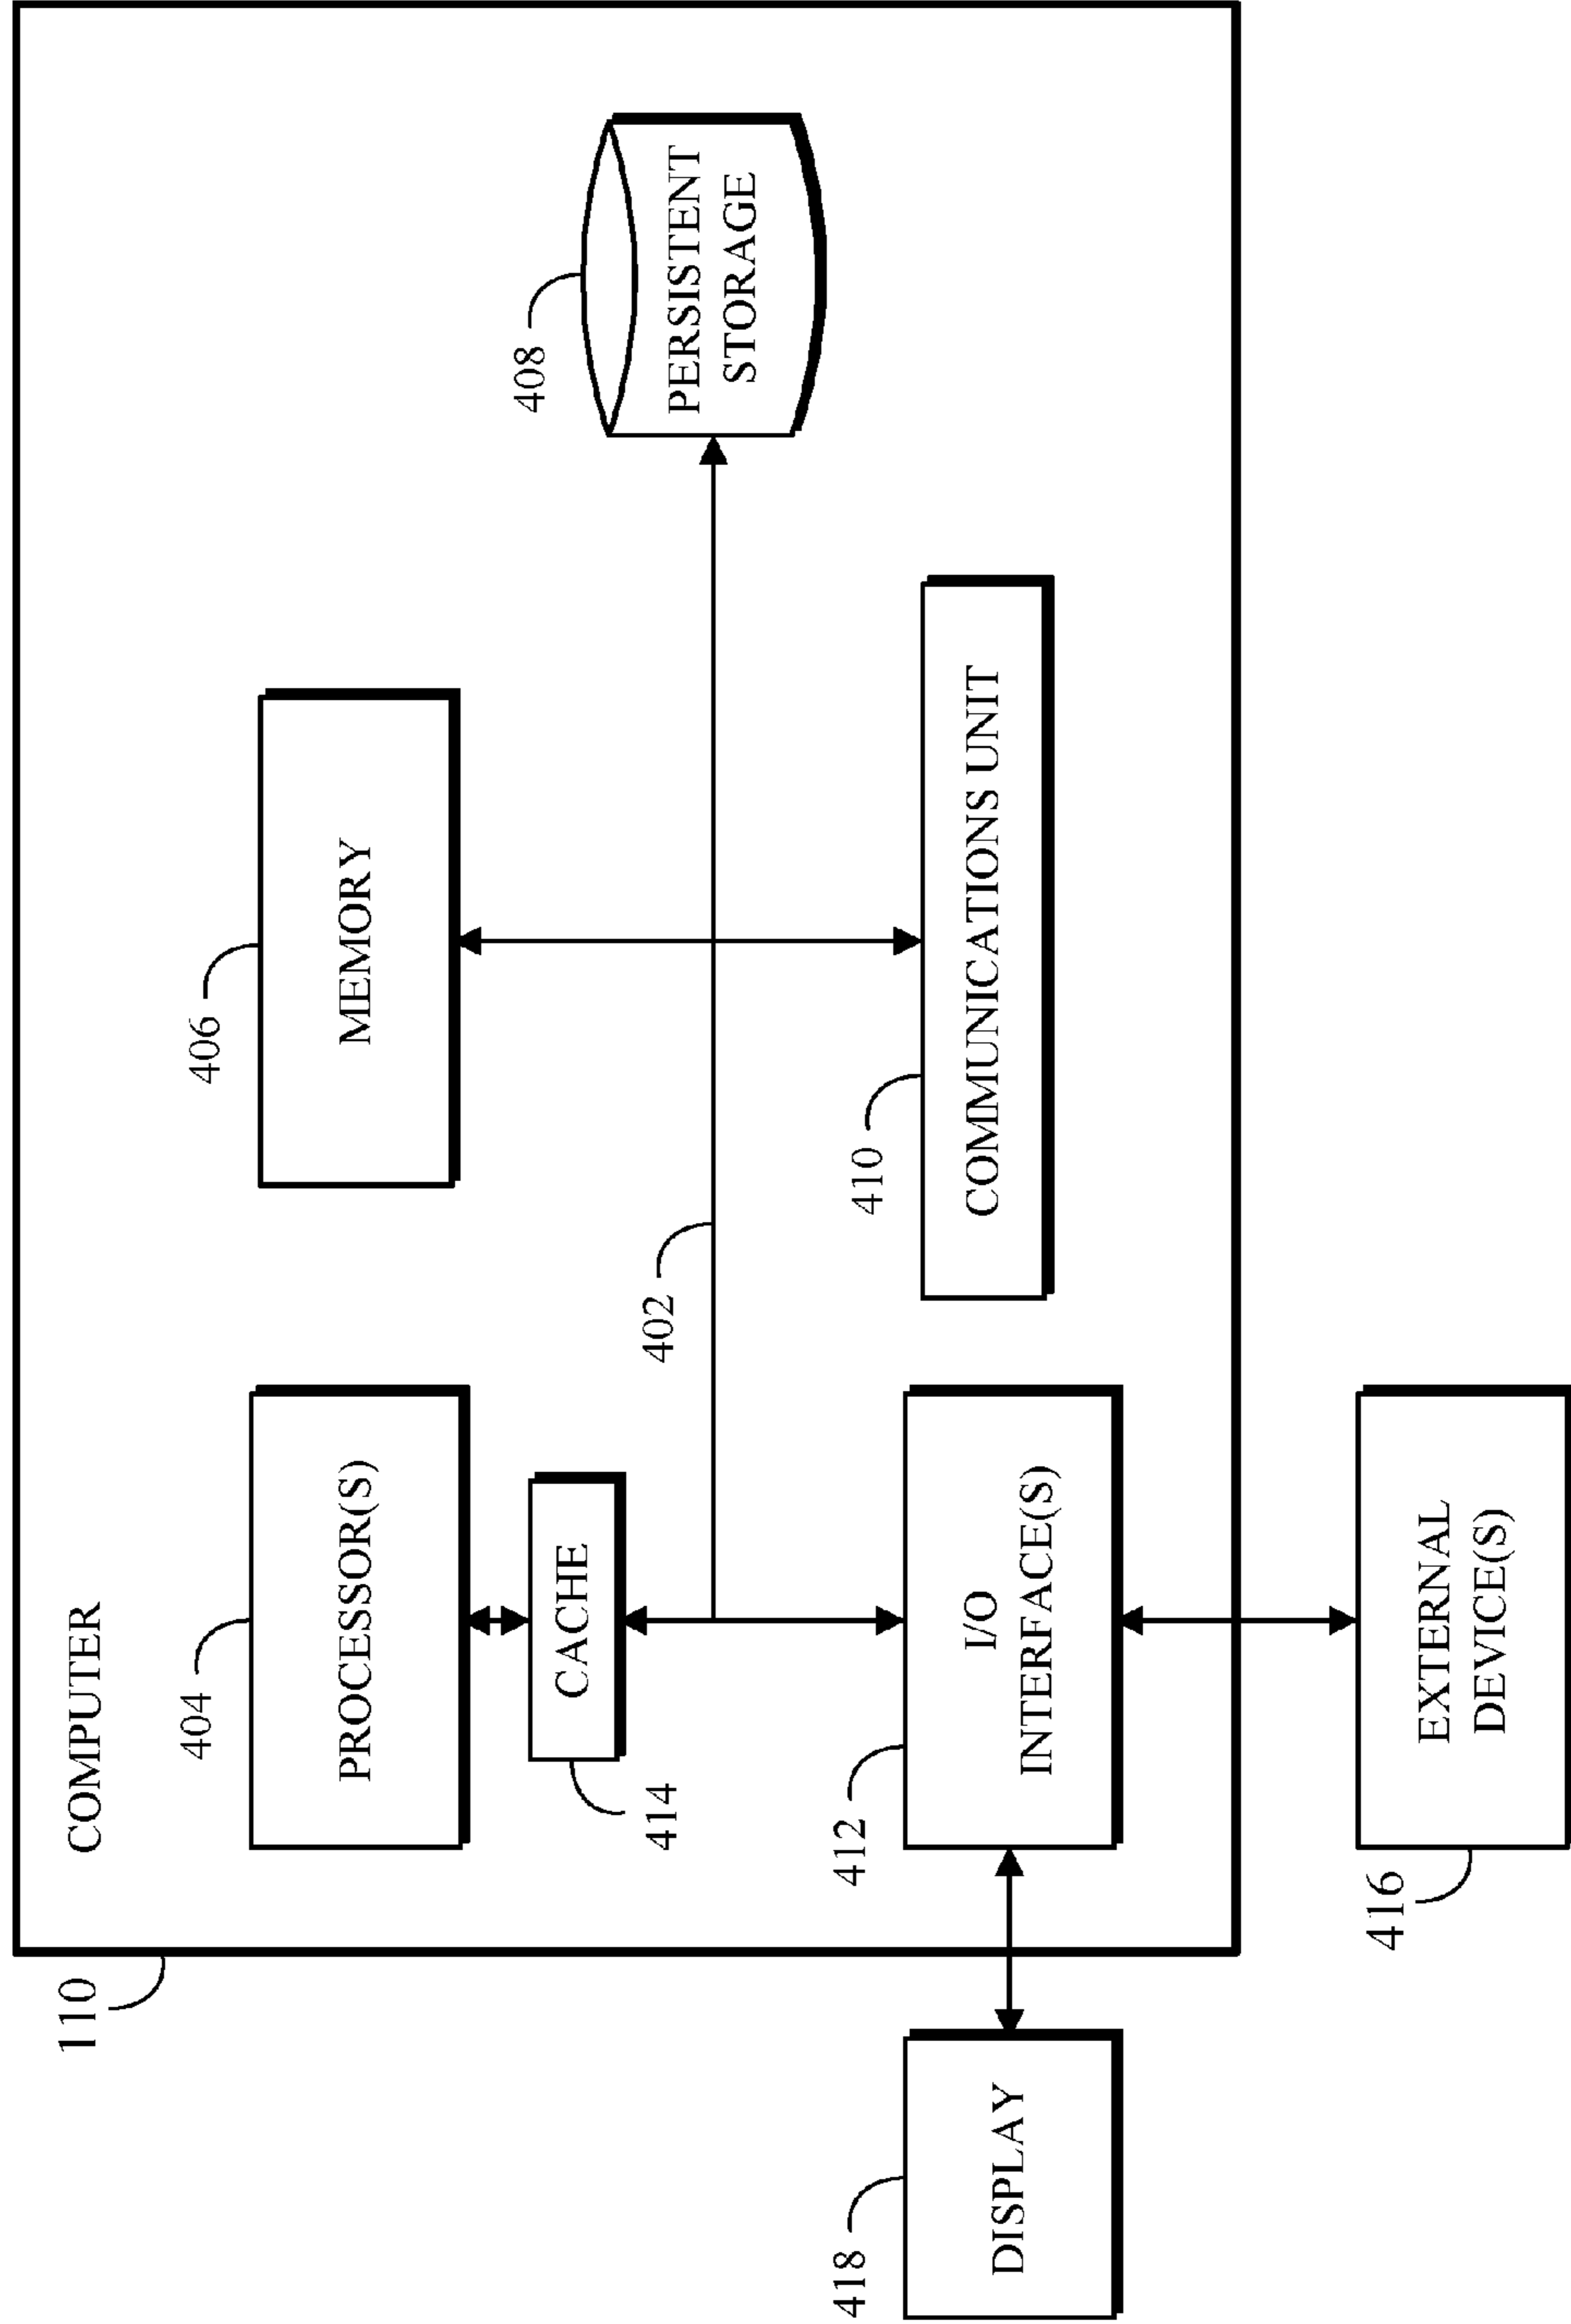 110
COMPUTER
404
PROCESSOR(S)
406
MEMORY
414
CACHE
402
408
PERSISTENT
STORAGE
418
DISPLAY
412
I/O
INTERFACE(S)
410
COMMUNICATIONS UNIT
416
EXTERNAL
DEVICE(S)